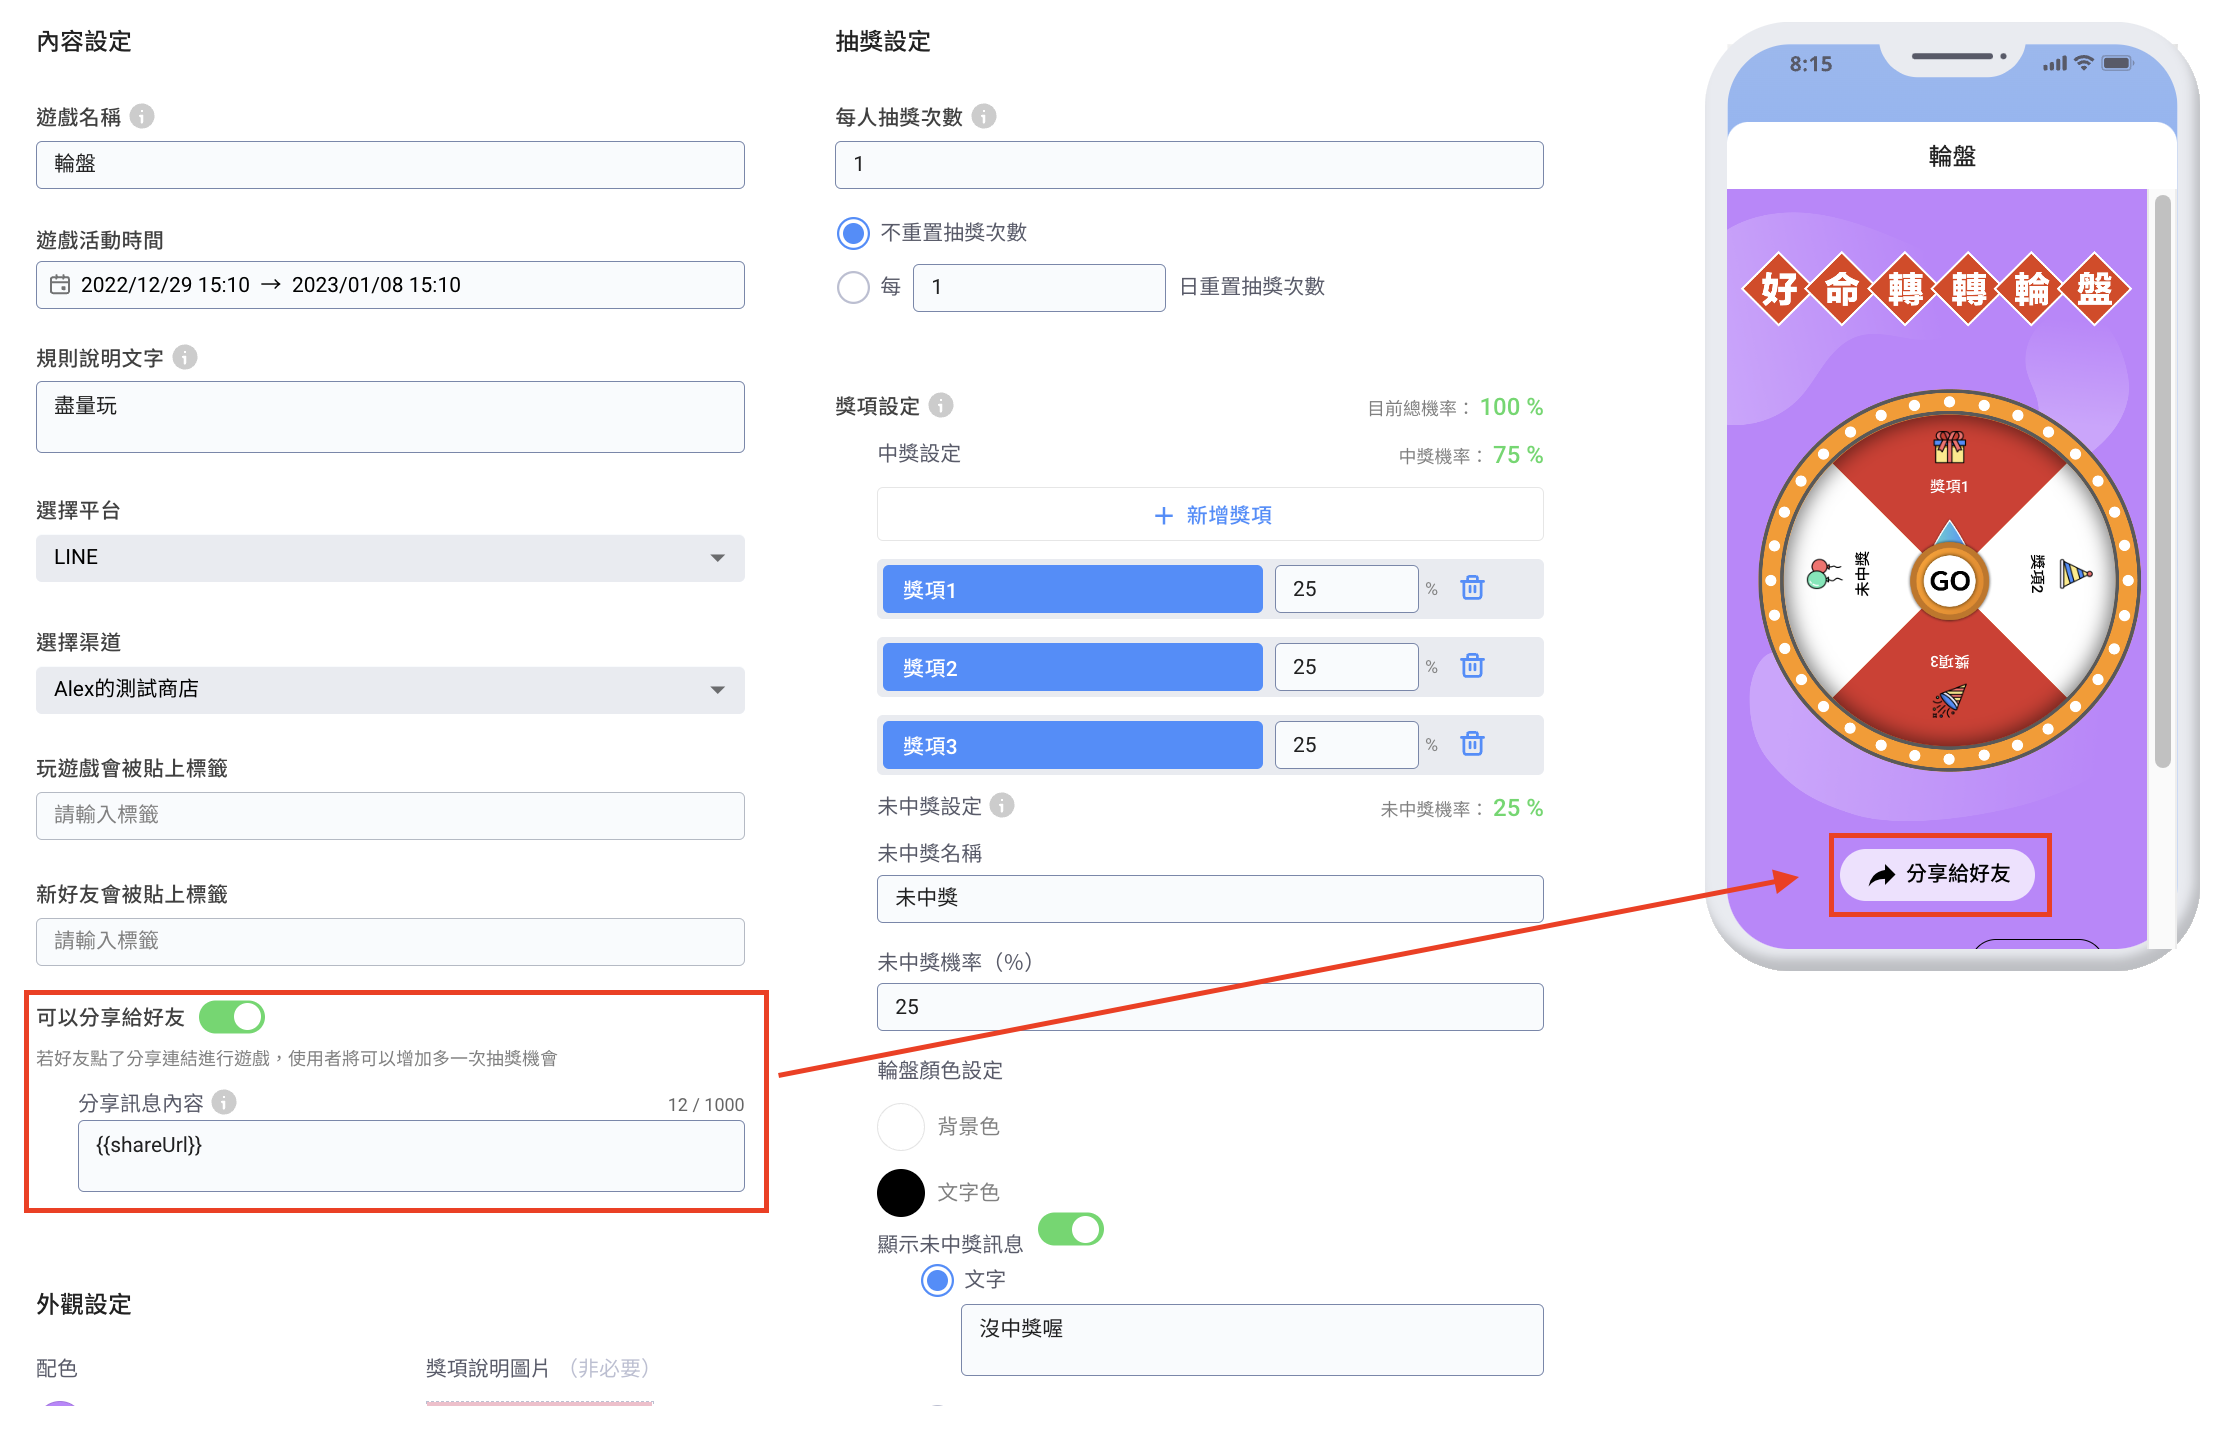 內容設定
遊戲名稱
輪盤
遊戲活動時間
2022/12/29 15:10 → 2023/01/08 15:10
規則說明文字
盡量玩
選擇平台
LINE
選擇渠道
Alex的測試商店
玩遊戲會被貼上標籤
請輸入標籤
新好友會被貼上標籤
請輸入標籤
可以分享給好友
若好友點了分享連結進行遊戲，使用者將可以增加多一次抽獎機會
分享訊息內容
12 / 1000
{{shareUrl}}
外觀設定
配色
獎項說明圖片（非必要）
抽獎設定
每人抽獎次數
1
不重置抽獎次數
每 1 日重置抽獎次數
獎項設定
目前總機率： 100 %
中獎設定
中獎機率： 75 %
+ 新增獎項
獎項1 25 %
獎項2 25 %
獎項3 25 %
未中獎設定
未中獎機率： 25 %
未中獎名稱
未中獎
未中獎機率（%）
25
輪盤顏色設定
背景色
文字色
顯示未中獎訊息
文字
沒中獎喔
8:15
輪盤
好命轉轉輪盤
獎項1
未中獎
GO
獎項2
獎項3
分享給好友